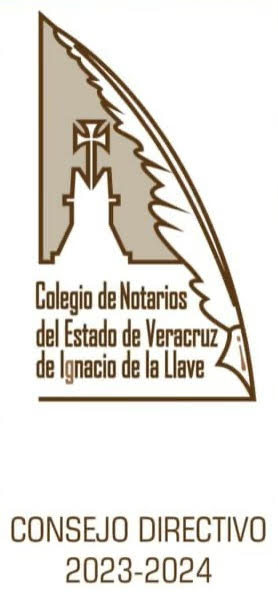 Colegio de Notarios
del Estado de Veracruz
de Ignacio de la Llave
CONSEJO DIRECTIVO
2023-2024